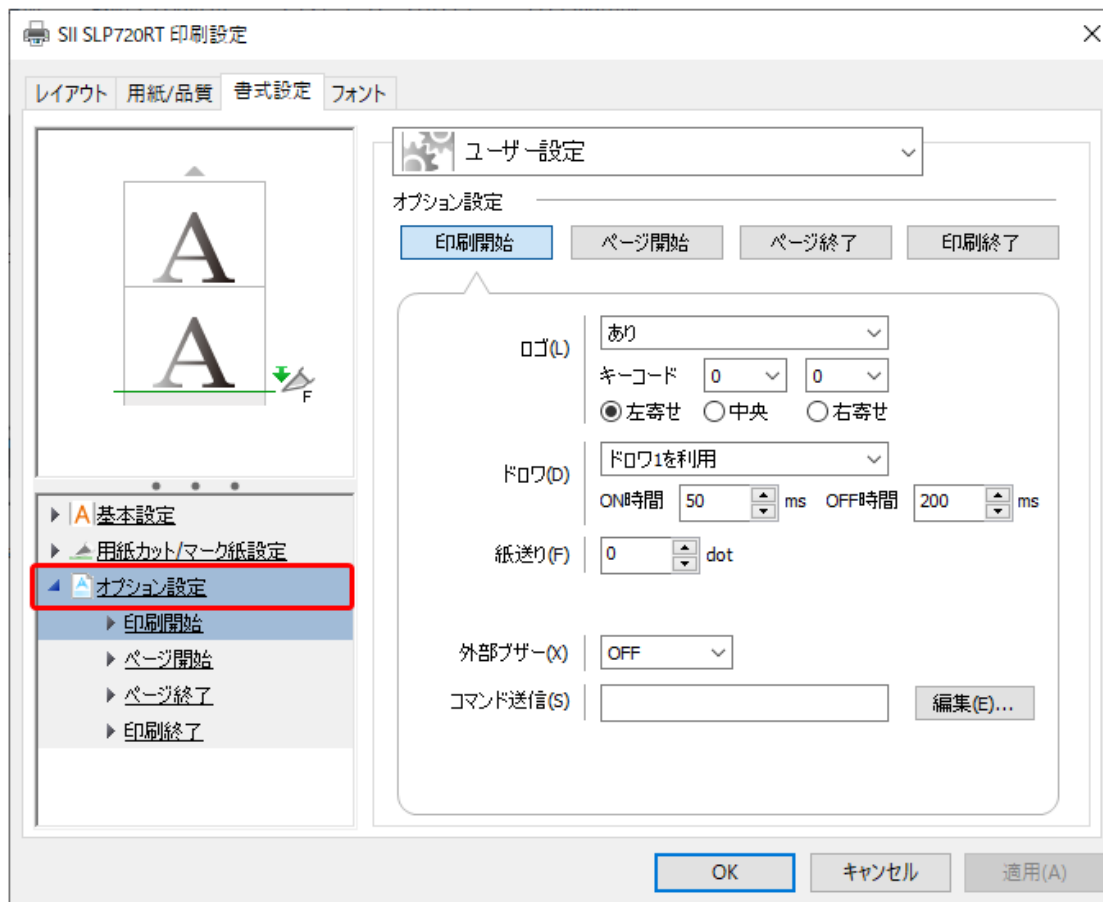 SII SLP720RT 印刷設定
レイアウト 用紙/品質 書式設定 フォント
ユーザー設定
オプション設定
印刷開始 ページ開始 ページ終了 印刷終了
A
A
F
ロゴ(L) あり
キーコード 0 0
左寄せ 中央 右寄せ
ドロワ(D) ドロワ1を利用
ON時間 50 ms OFF時間 200 ms
紙送り(F) 0 dot
外部ブザー(X) OFF
コマンド送信(S) 編集(E)...
A 基本設定
用紙カット/マーク紙設定
A オプション設定
印刷開始
ページ開始
ページ終了
印刷終了
OK キャンセル 適用(A)